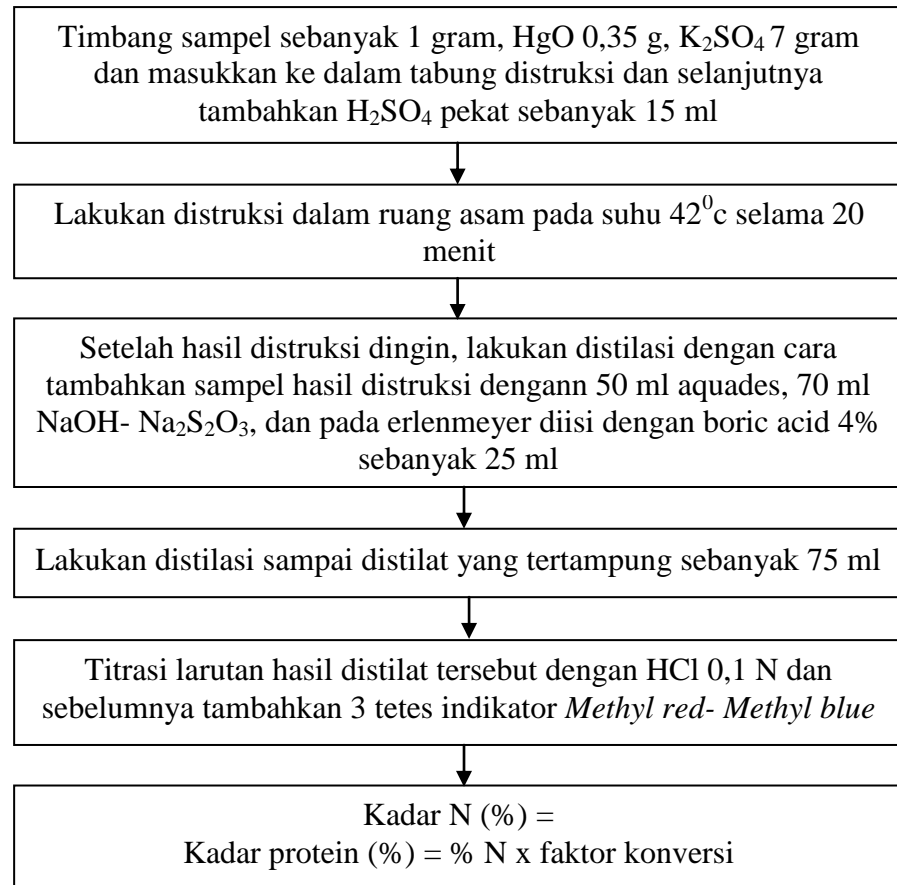 Timbang sampel sebanyak 1 gram, HgO 0,35 g, K₂SO₄ 7 gram
dan masukkan ke dalam tabung distruksi dan selanjutnya
tambahkan H₂SO₄ pekat sebanyak 15 ml
Lakukan distruksi dalam ruang asam pada suhu 42⁰c selama 20
menit
Setelah hasil distruksi dingin, lakukan distilasi dengan cara
tambahkan sampel hasil distruksi dengann 50 ml aquades, 70 ml
NaOH- Na₂S₂O₃, dan pada erlenmeyer diisi dengan boric acid 4%
sebanyak 25 ml
Lakukan distilasi sampai distilat yang tertampung sebanyak 75 ml
Titrasi larutan hasil distilat tersebut dengan HCl 0,1 N dan
sebelumnya tambahkan 3 tetes indikator Methyl red- Methyl blue
Kadar N (%) =
Kadar protein (%) = % N x faktor konversi